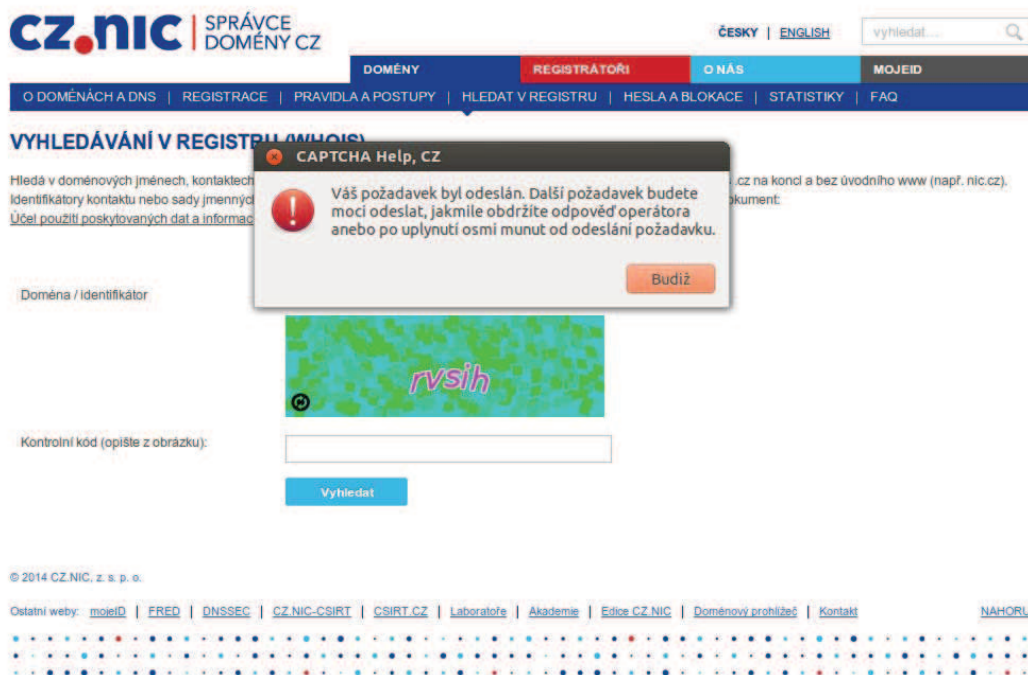 CZ.NIC | SPRÁVCE
DOMÉNY CZ
ČESKY | ENGLISH
vyhledat...
DOMÉNY
REGISTRÁTOŘI
O NÁS
MOJEID
O DOMÉNÁCH A DNS | REGISTRACE | PRAVIDLA A POSTUPY | HLEDAT V REGISTRU | HESLA A BLOKACE | STATISTIKY | FAQ
VYHLEDÁVÁNÍ V REGISTRU (WHOIS)
CAPTCHA Help, CZ
Hledá v doménových jménech, kontaktech
.cz na konci a bez úvodního www (např. nic.cz).
Identifikátory kontaktu nebo sady jmennýc
okument:
Účel použití poskytovaných dat a informac
Váš požadavek byl odeslán. Další požadavek budete
moci odeslat, jakmile obdržíte odpověď operátora
anebo po uplynutí osmi munut od odeslání požadavku.
Budiž
Doména / identifikátor
rvsih
Kontrolní kód (opište z obrázku):
Vyhledat
© 2014 CZ.NIC, z. s. p. o.
Ostatní weby: mojeID | FRED | DNSSEC | CZ.NIC-CSIRT | CSIRT.CZ | Laboratoře | Akademie | Edice CZ.NIC | Doménový prohlížeč | Kontakt
NAHORU